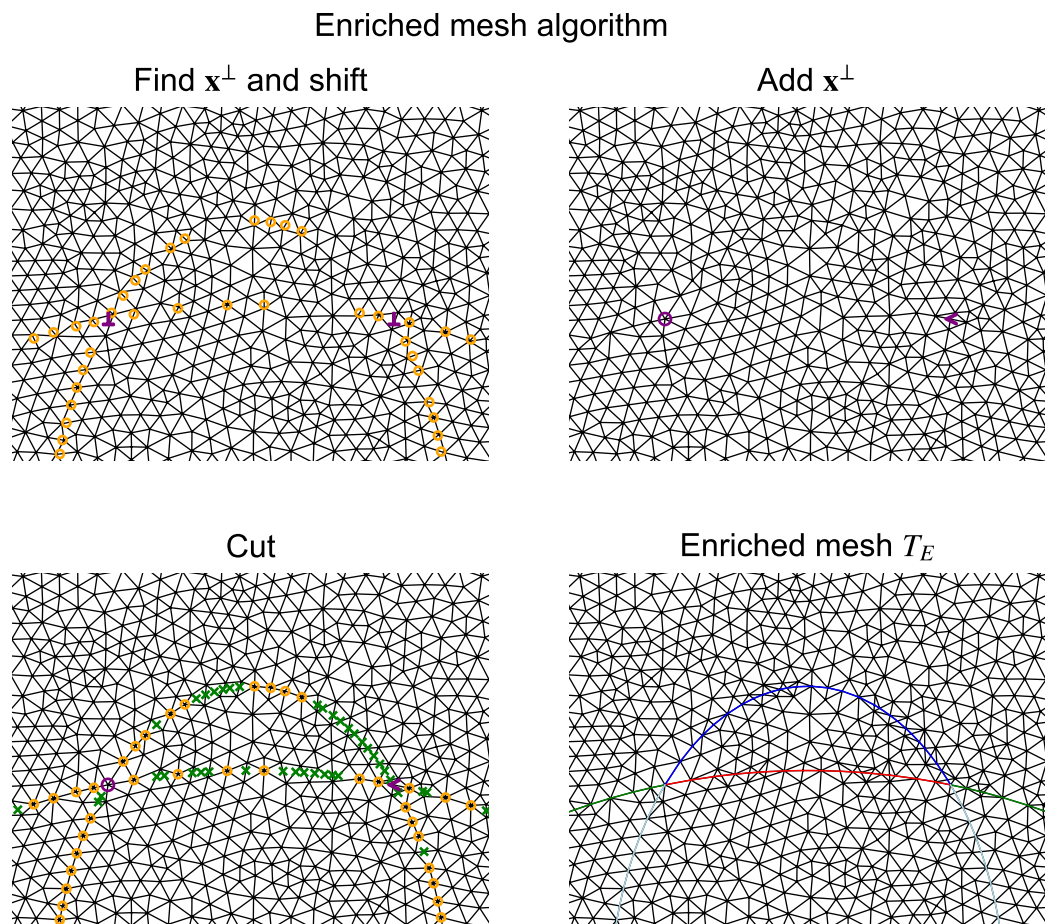 Enriched mesh algorithm
Find x⊥ and shift
Add x⊥
Cut
Enriched mesh T_E